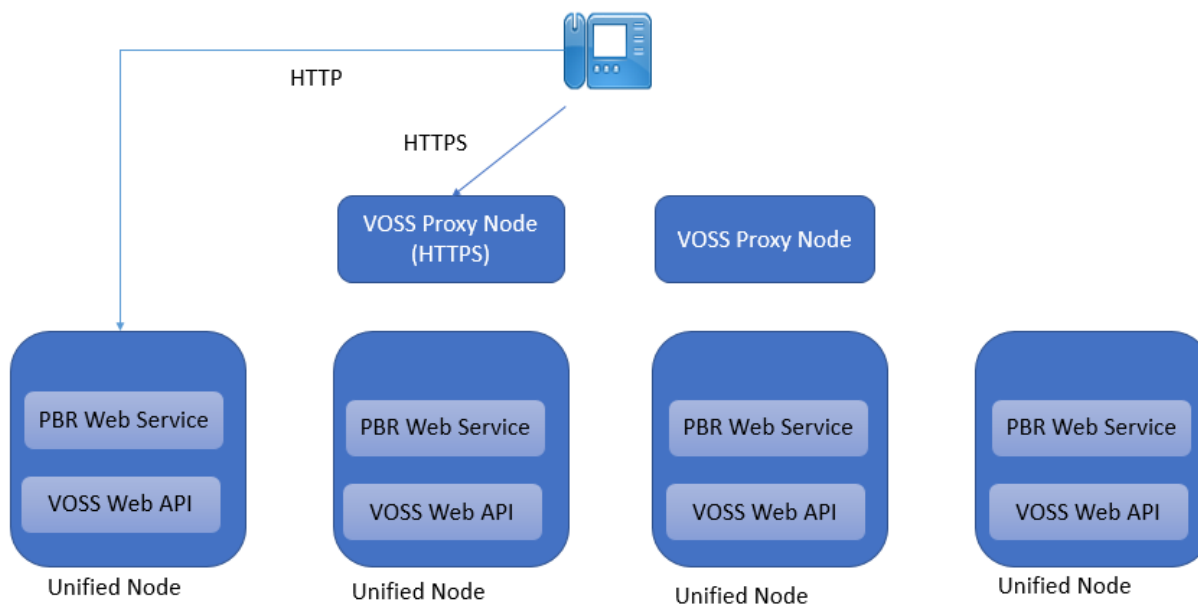 HTTP
HTTPS
VOSS Proxy Node
(HTTPS)
VOSS Proxy Node
PBR Web Service
VOSS Web API
Unified Node
PBR Web Service
VOSS Web API
Unified Node
PBR Web Service
VOSS Web API
Unified Node
PBR Web Service
VOSS Web API
Unified Node